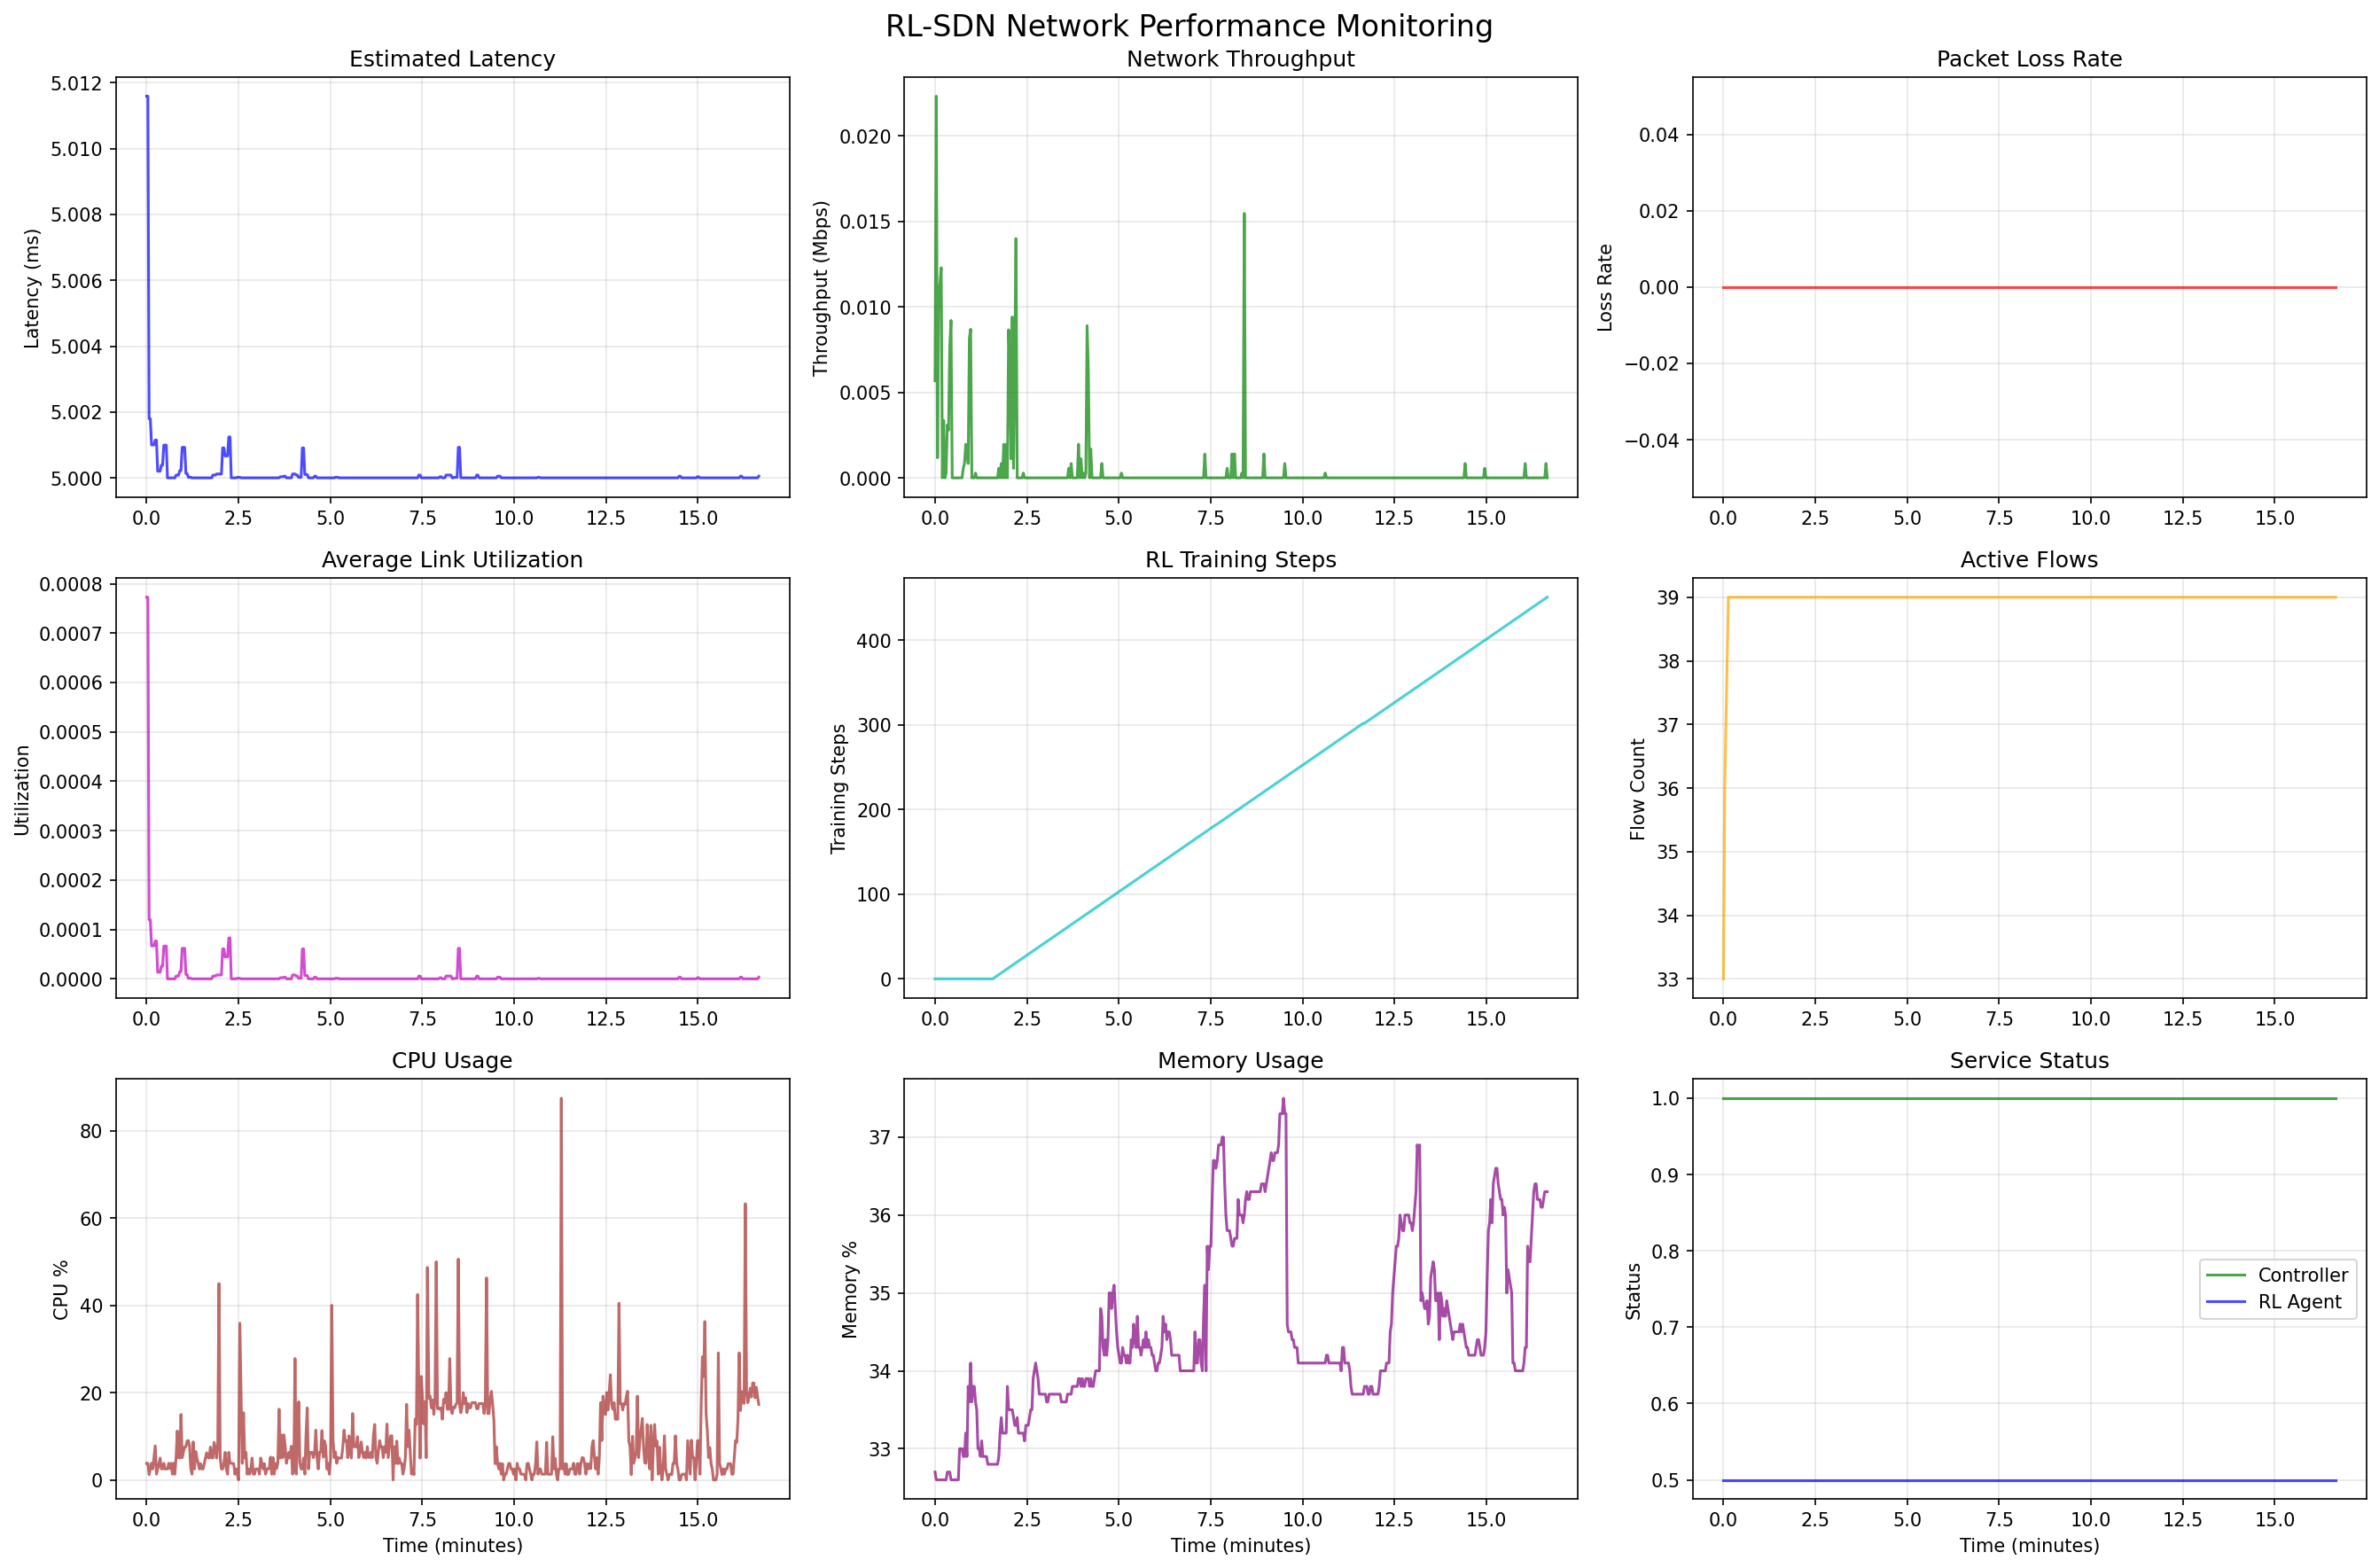 RL-SDN Network Performance Monitoring
Estimated Latency
Latency (ms)
5.012
5.010
5.008
5.006
5.004
5.002
5.000
0.0 2.5 5.0 7.5 10.0 12.5 15.0
Network Throughput
Throughput (Mbps)
0.020
0.015
0.010
0.005
0.000
0.0 2.5 5.0 7.5 10.0 12.5 15.0
Packet Loss Rate
Loss Rate
0.04
0.02
0.00
−0.02
−0.04
0.0 2.5 5.0 7.5 10.0 12.5 15.0
Average Link Utilization
Utilization
0.0008
0.0007
0.0006
0.0005
0.0004
0.0003
0.0002
0.0001
0.0000
0.0 2.5 5.0 7.5 10.0 12.5 15.0
RL Training Steps
Training Steps
400
300
200
100
0
0.0 2.5 5.0 7.5 10.0 12.5 15.0
Active Flows
Flow Count
39
38
37
36
35
34
33
0.0 2.5 5.0 7.5 10.0 12.5 15.0
CPU Usage
CPU %
80
60
40
20
0
0.0 2.5 5.0 7.5 10.0 12.5 15.0
Time (minutes)
Memory Usage
Memory %
37
36
35
34
33
0.0 2.5 5.0 7.5 10.0 12.5 15.0
Time (minutes)
Service Status
Status
1.0
0.9
0.8
0.7
0.6
0.5
Controller
RL Agent
0.0 2.5 5.0 7.5 10.0 12.5 15.0
Time (minutes)